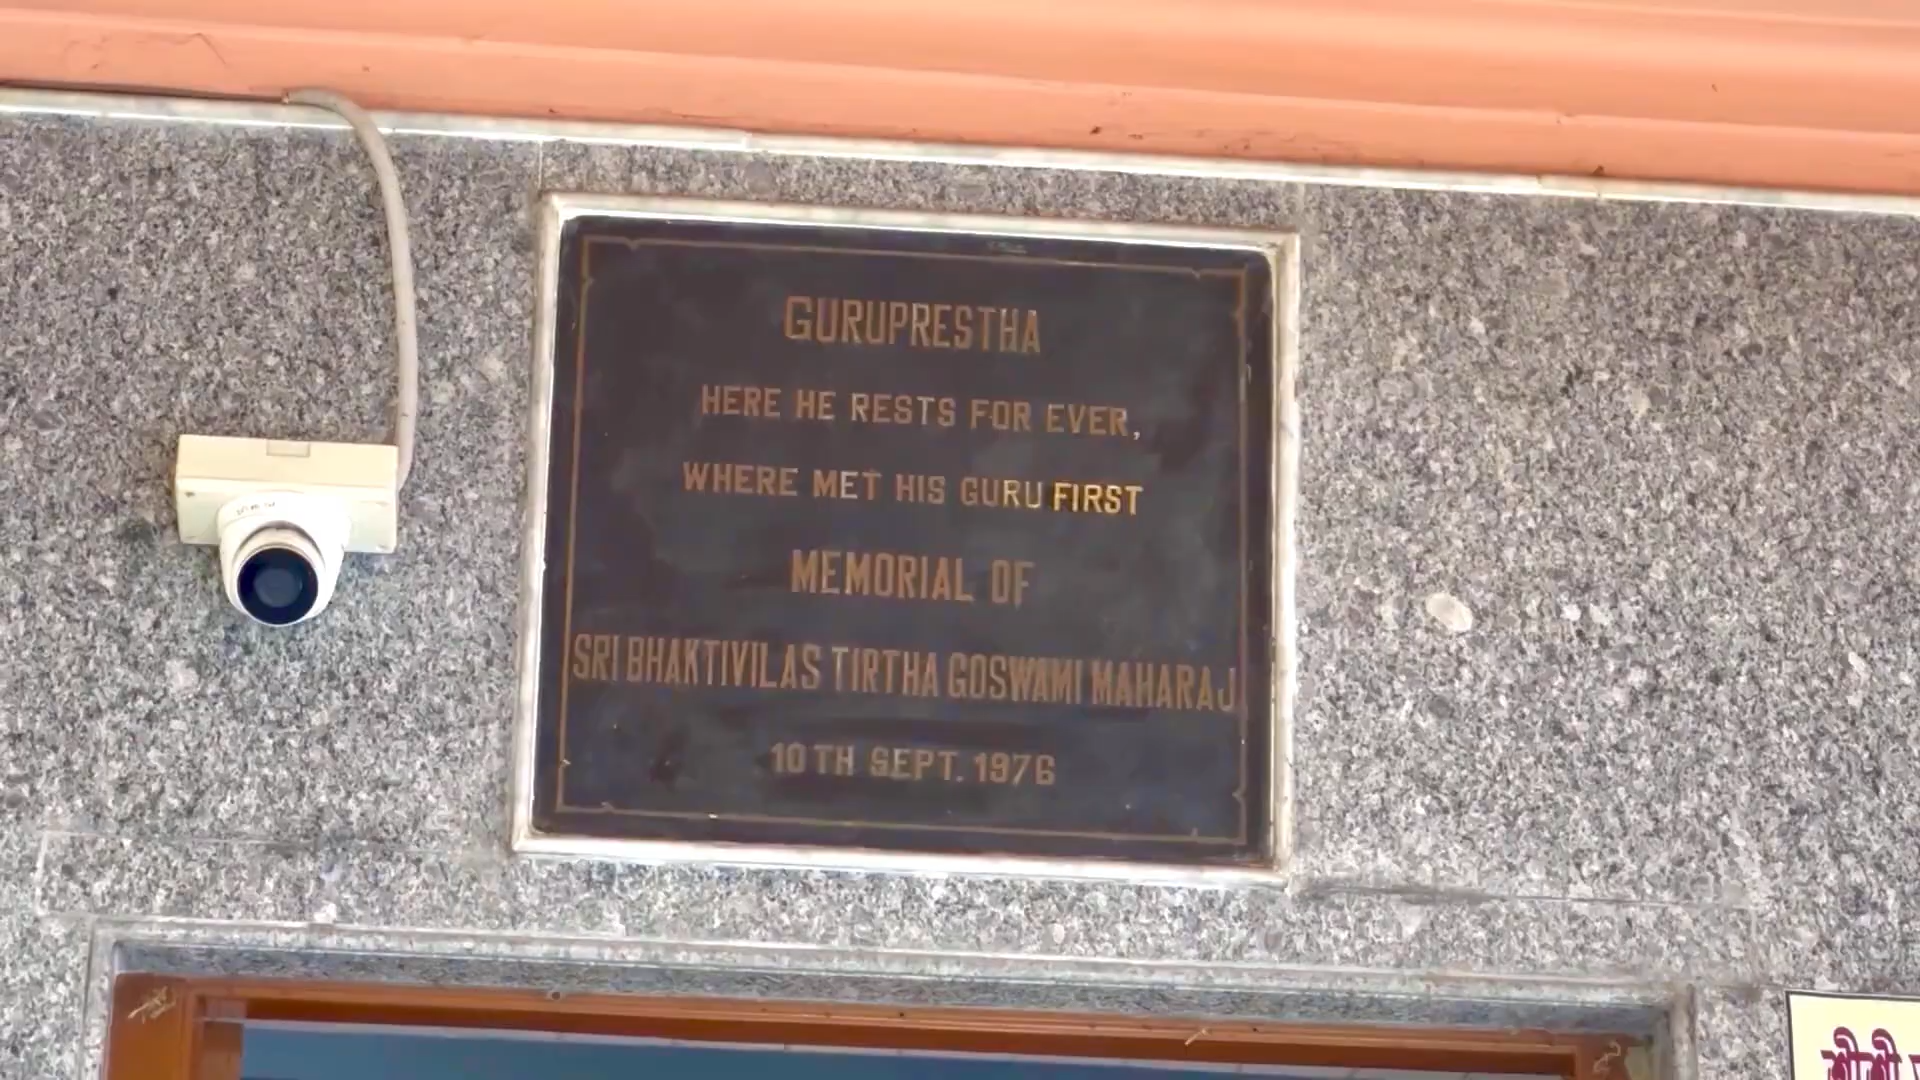 GURUPRESTHA
HERE HE RESTS FOR EVER,
WHERE MET HIS GURU FIRST
MEMORIAL OF
SRI BHAKTIVILAS TIRTHA GOSWAMI MAHARAJ
10TH SEPT. 1976